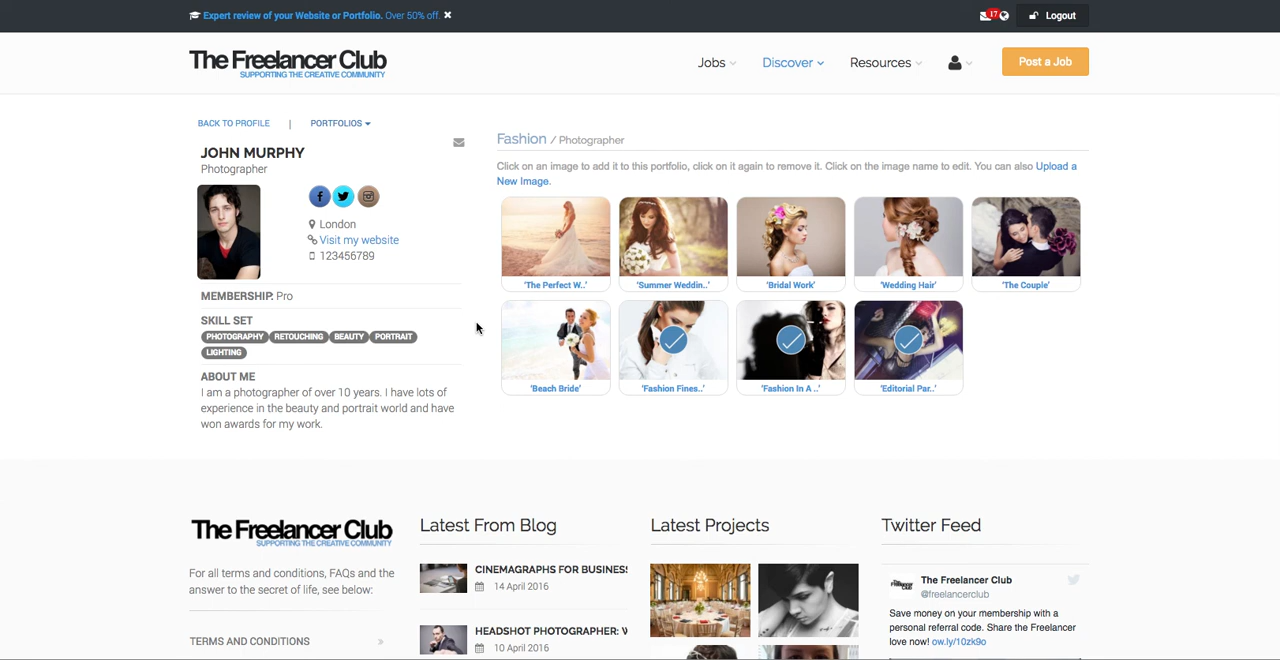 Expert review of your Website or Portfolio. Over 50% off.
17
Logout
The Freelancer Club
SUPPORTING THE CREATIVE COMMUNITY
Jobs
Discover
Resources
Post a Job
BACK TO PROFILE | PORTFOLIOS
JOHN MURPHY
Photographer
London
Visit my website
123456789
MEMBERSHIP: Pro
SKILL SET
PHOTOGRAPHY RETOUCHING BEAUTY PORTRAIT
LIGHTING
ABOUT ME
I am a photographer of over 10 years. I have lots of
experience in the beauty and portrait world and have
won awards for my work.
Fashion / Photographer
Click on an image to add it to this portfolio, click on it again to remove it. Click on the image name to edit. You can also Upload a
New Image.
'The Perfect W..' 'Summer Weddin..' 'Bridal Work' 'Wedding Hair' 'The Couple'
'Beach Bride' 'Fashion Fines..' 'Fashion In A ..' 'Editorial Par..'
The Freelancer Club
SUPPORTING THE CREATIVE COMMUNITY
For all terms and conditions, FAQs and the
answer to the secret of life, see below:
TERMS AND CONDITIONS
Latest From Blog
CINEMAGRAPHS FOR BUSINES
14 April 2016
HEADSHOT PHOTOGRAPHER:
10 April 2016
Latest Projects
Twitter Feed
The Freelancer Club
@freelancerclub
Save money on your membership with a
personal referral code. Share the Freelancer
love now! ow.ly/10zk9o